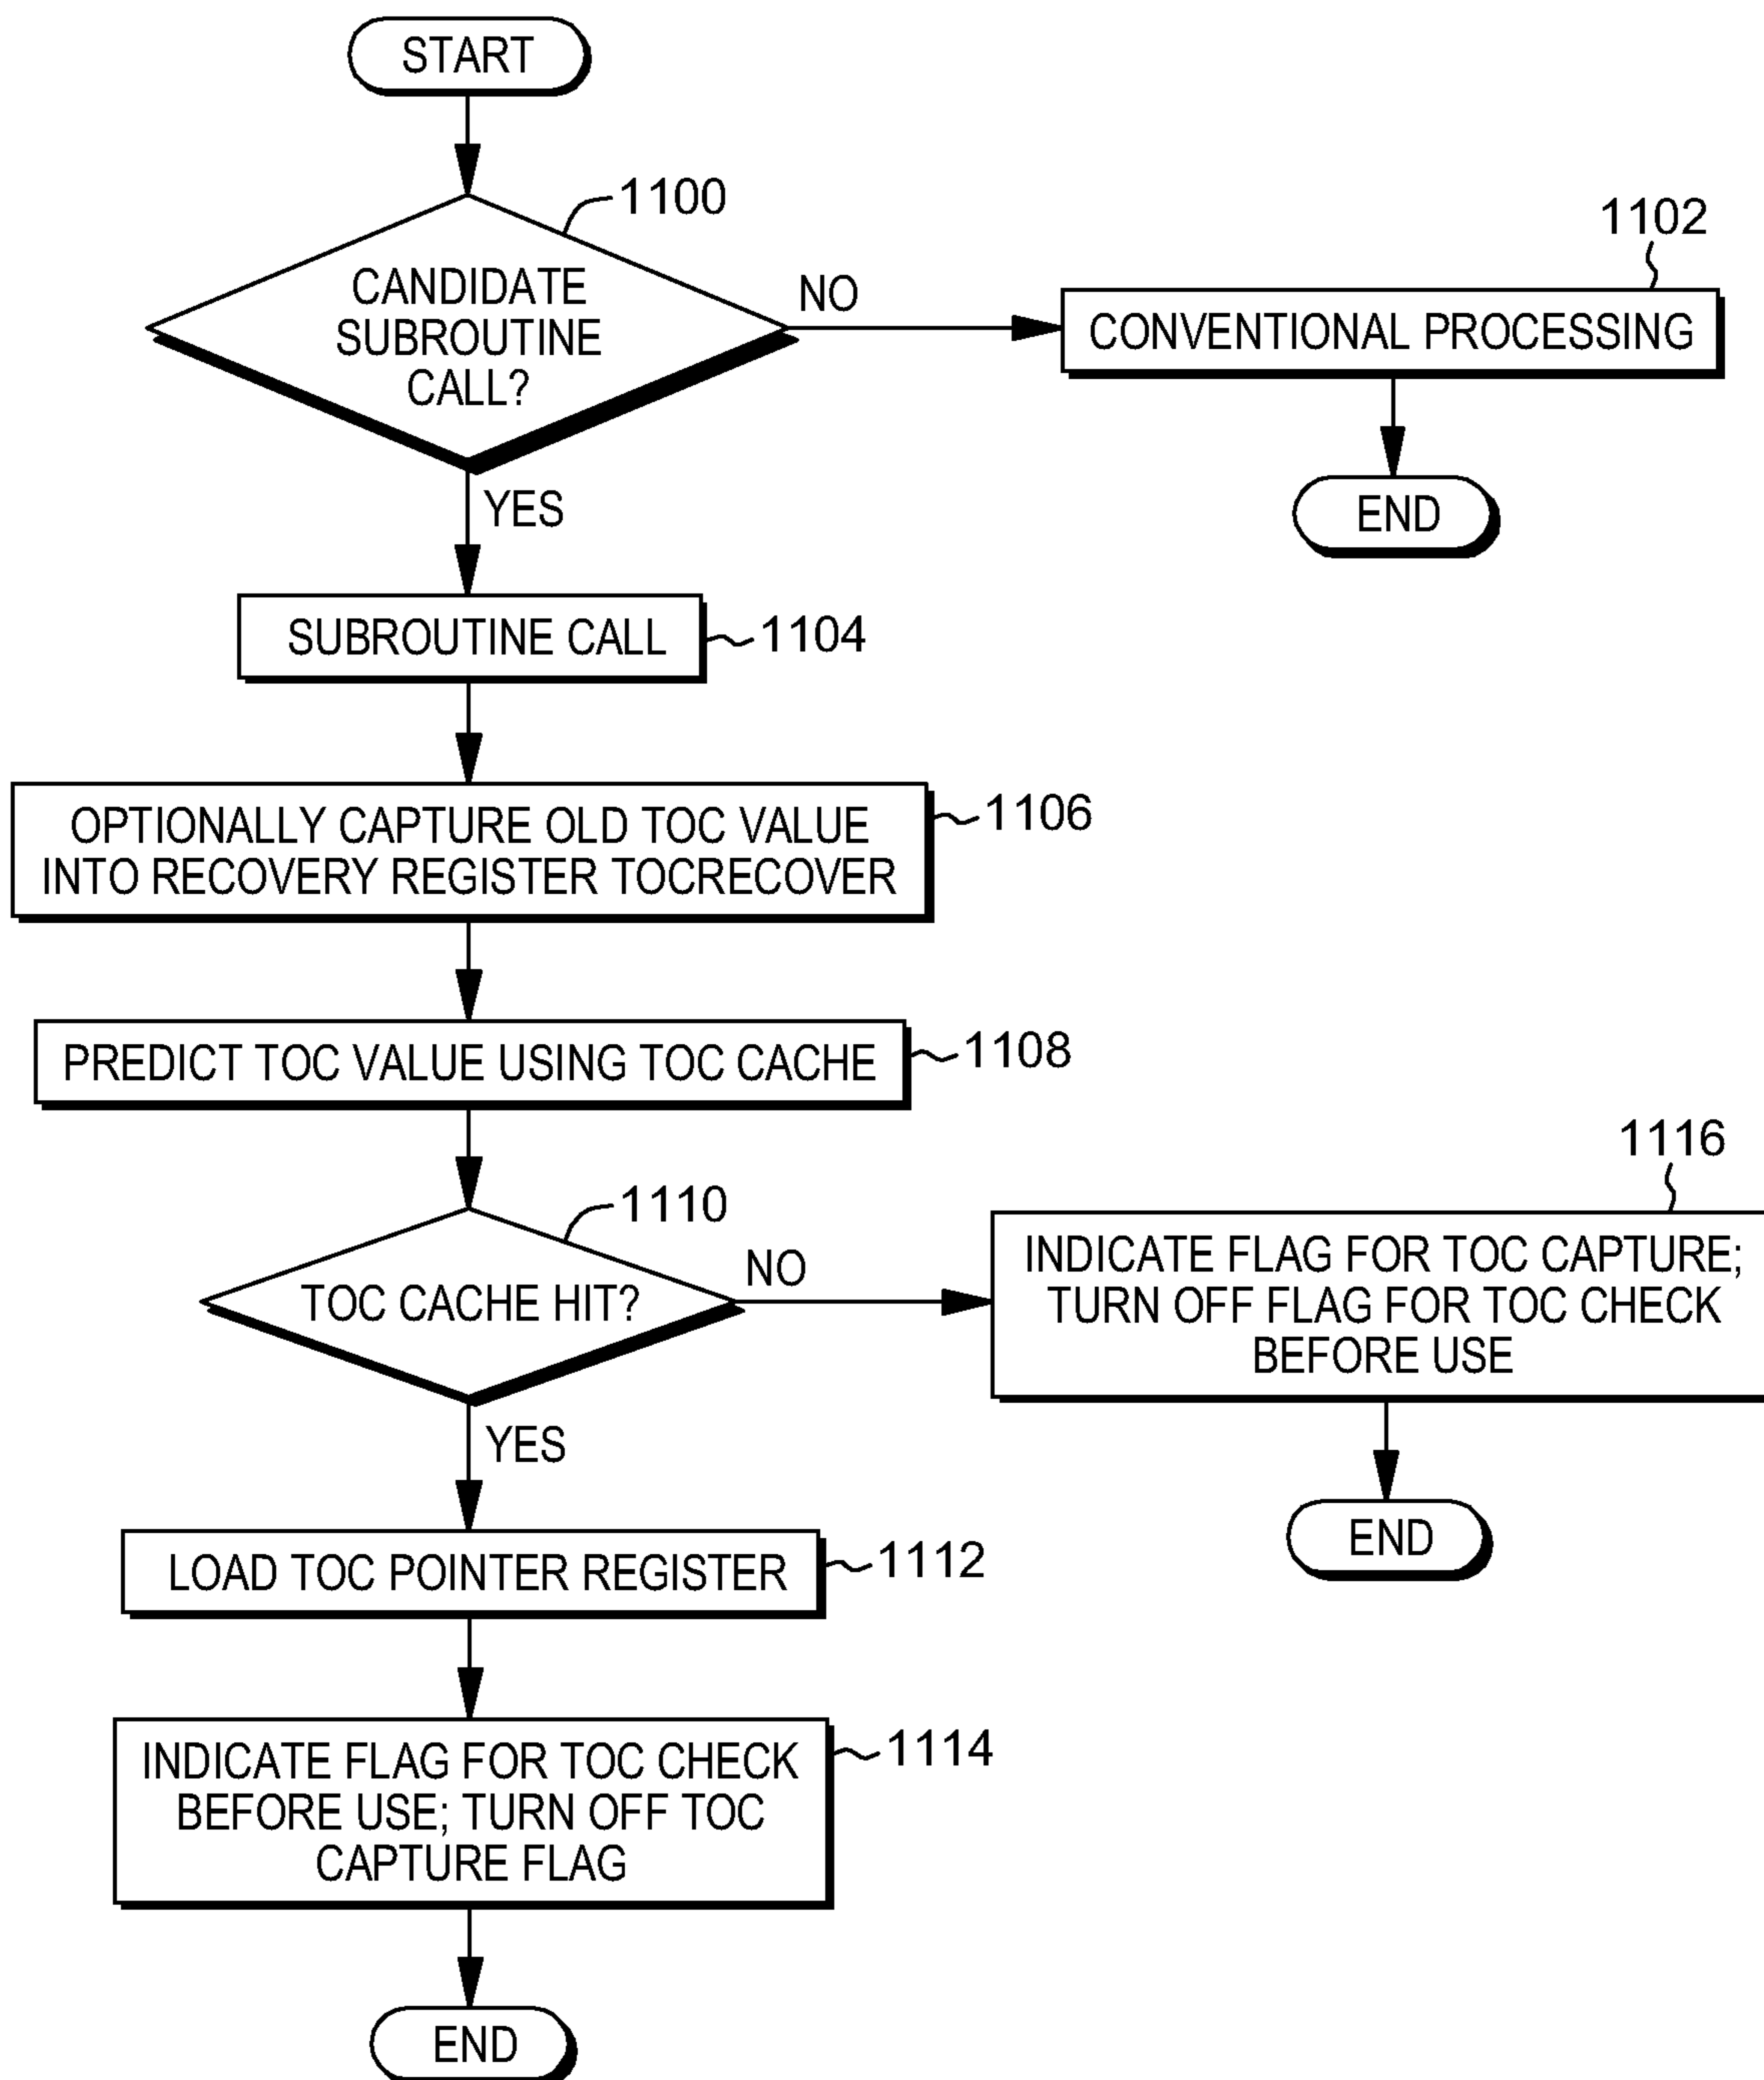 START
1100
CANDIDATE
SUBROUTINE
CALL?
NO
1102
CONVENTIONAL PROCESSING
END
YES
SUBROUTINE CALL
1104
OPTIONALLY CAPTURE OLD TOC VALUE
INTO RECOVERY REGISTER TOCRECOVER
1106
PREDICT TOC VALUE USING TOC CACHE
1108
1110
TOC CACHE HIT?
NO
1116
INDICATE FLAG FOR TOC CAPTURE;
TURN OFF FLAG FOR TOC CHECK
BEFORE USE
END
YES
LOAD TOC POINTER REGISTER
1112
INDICATE FLAG FOR TOC CHECK
BEFORE USE; TURN OFF TOC
CAPTURE FLAG
1114
END